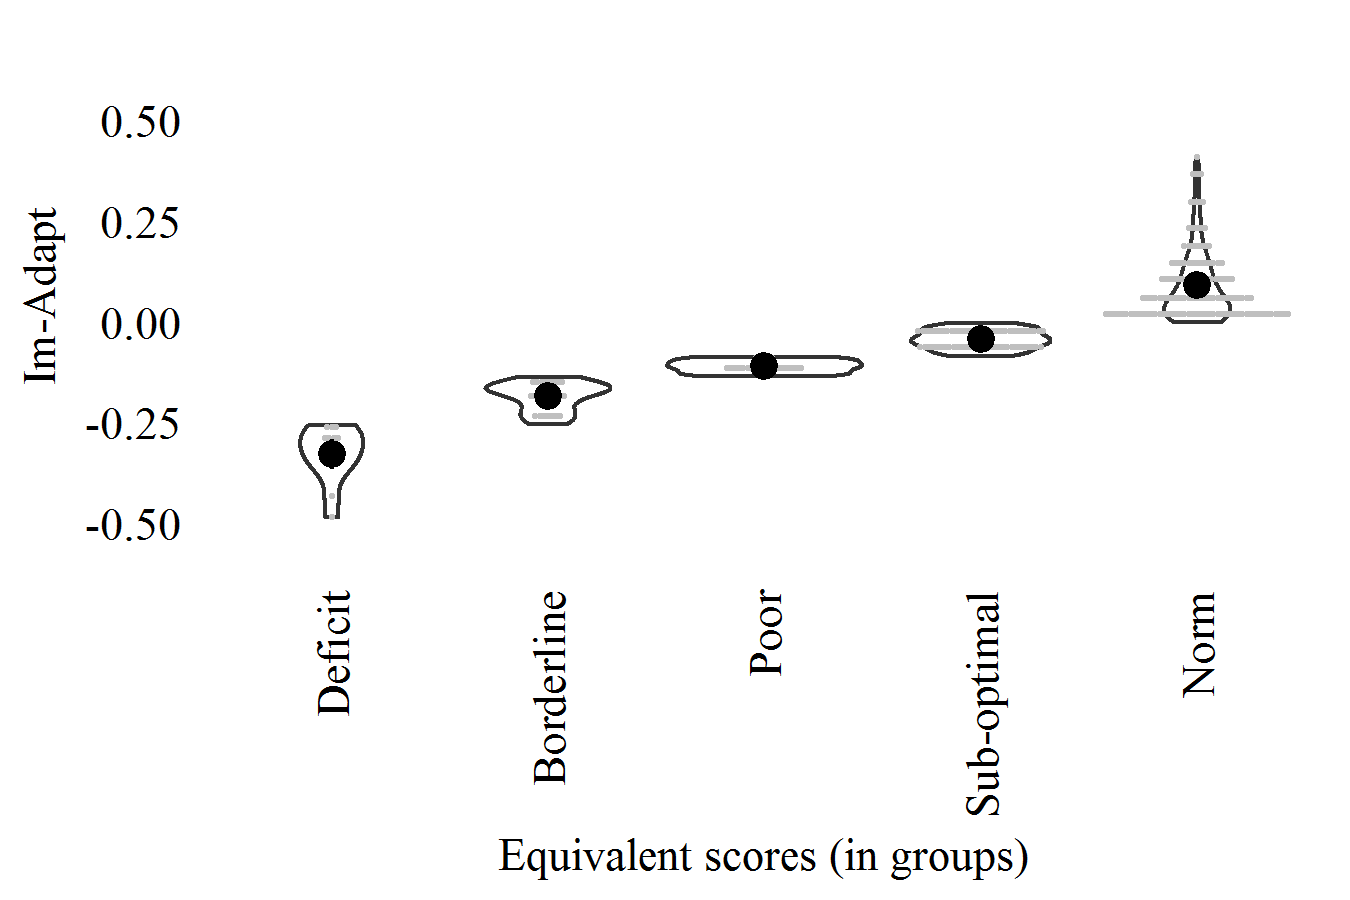 0.50
0.25
0.00
-0.25
-0.50
Im-Adapt
Deficit
Borderline
Poor
Sub-optimal
Norm
Equivalent scores (in groups)